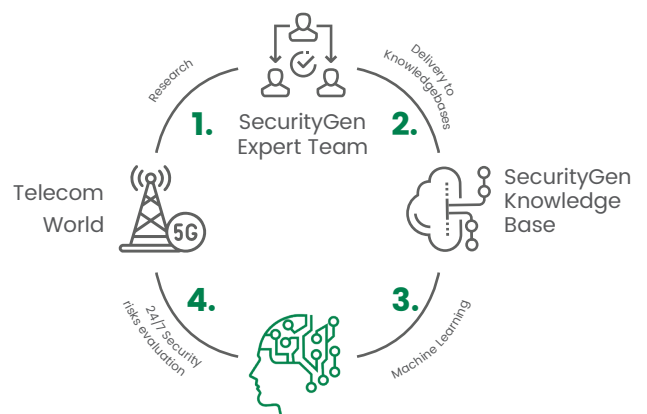 Research
1.
SecurityGen
Expert Team
2.
Delivery to
Knowledgebases
Telecom
World
5G
SecurityGen
Knowledge
Base
4.
24/7 Security
risks evaluation
3.
Machine Learning